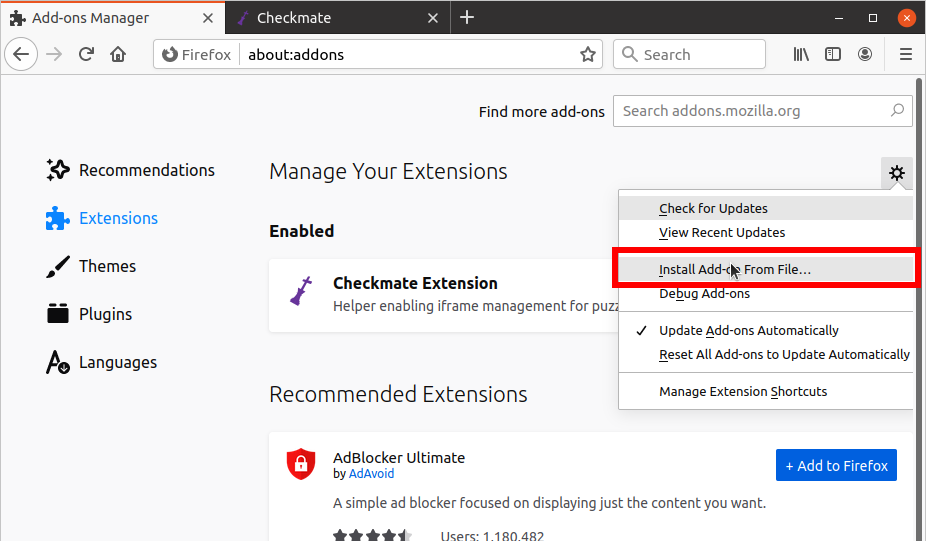 Add-ons Manager
Checkmate
Firefox
about:addons
Search
Find more add-ons
Search addons.mozilla.org
Recommendations
Extensions
Themes
Plugins
Languages
Manage Your Extensions
Enabled
Checkmate Extension
Helper enabling iframe management for
Check for Updates
View Recent Updates
Install From File...
Debug Add-ons
✓ Update Add-ons Automatically
Reset All Add-ons to Update Automatically
Manage Extension Shortcuts
Recommended Extensions
AdBlocker Ultimate
by AdAvoid
+ Add to Firefox
A simple ad blocker focused on displaying just the content you want.
Users: 1,180,482